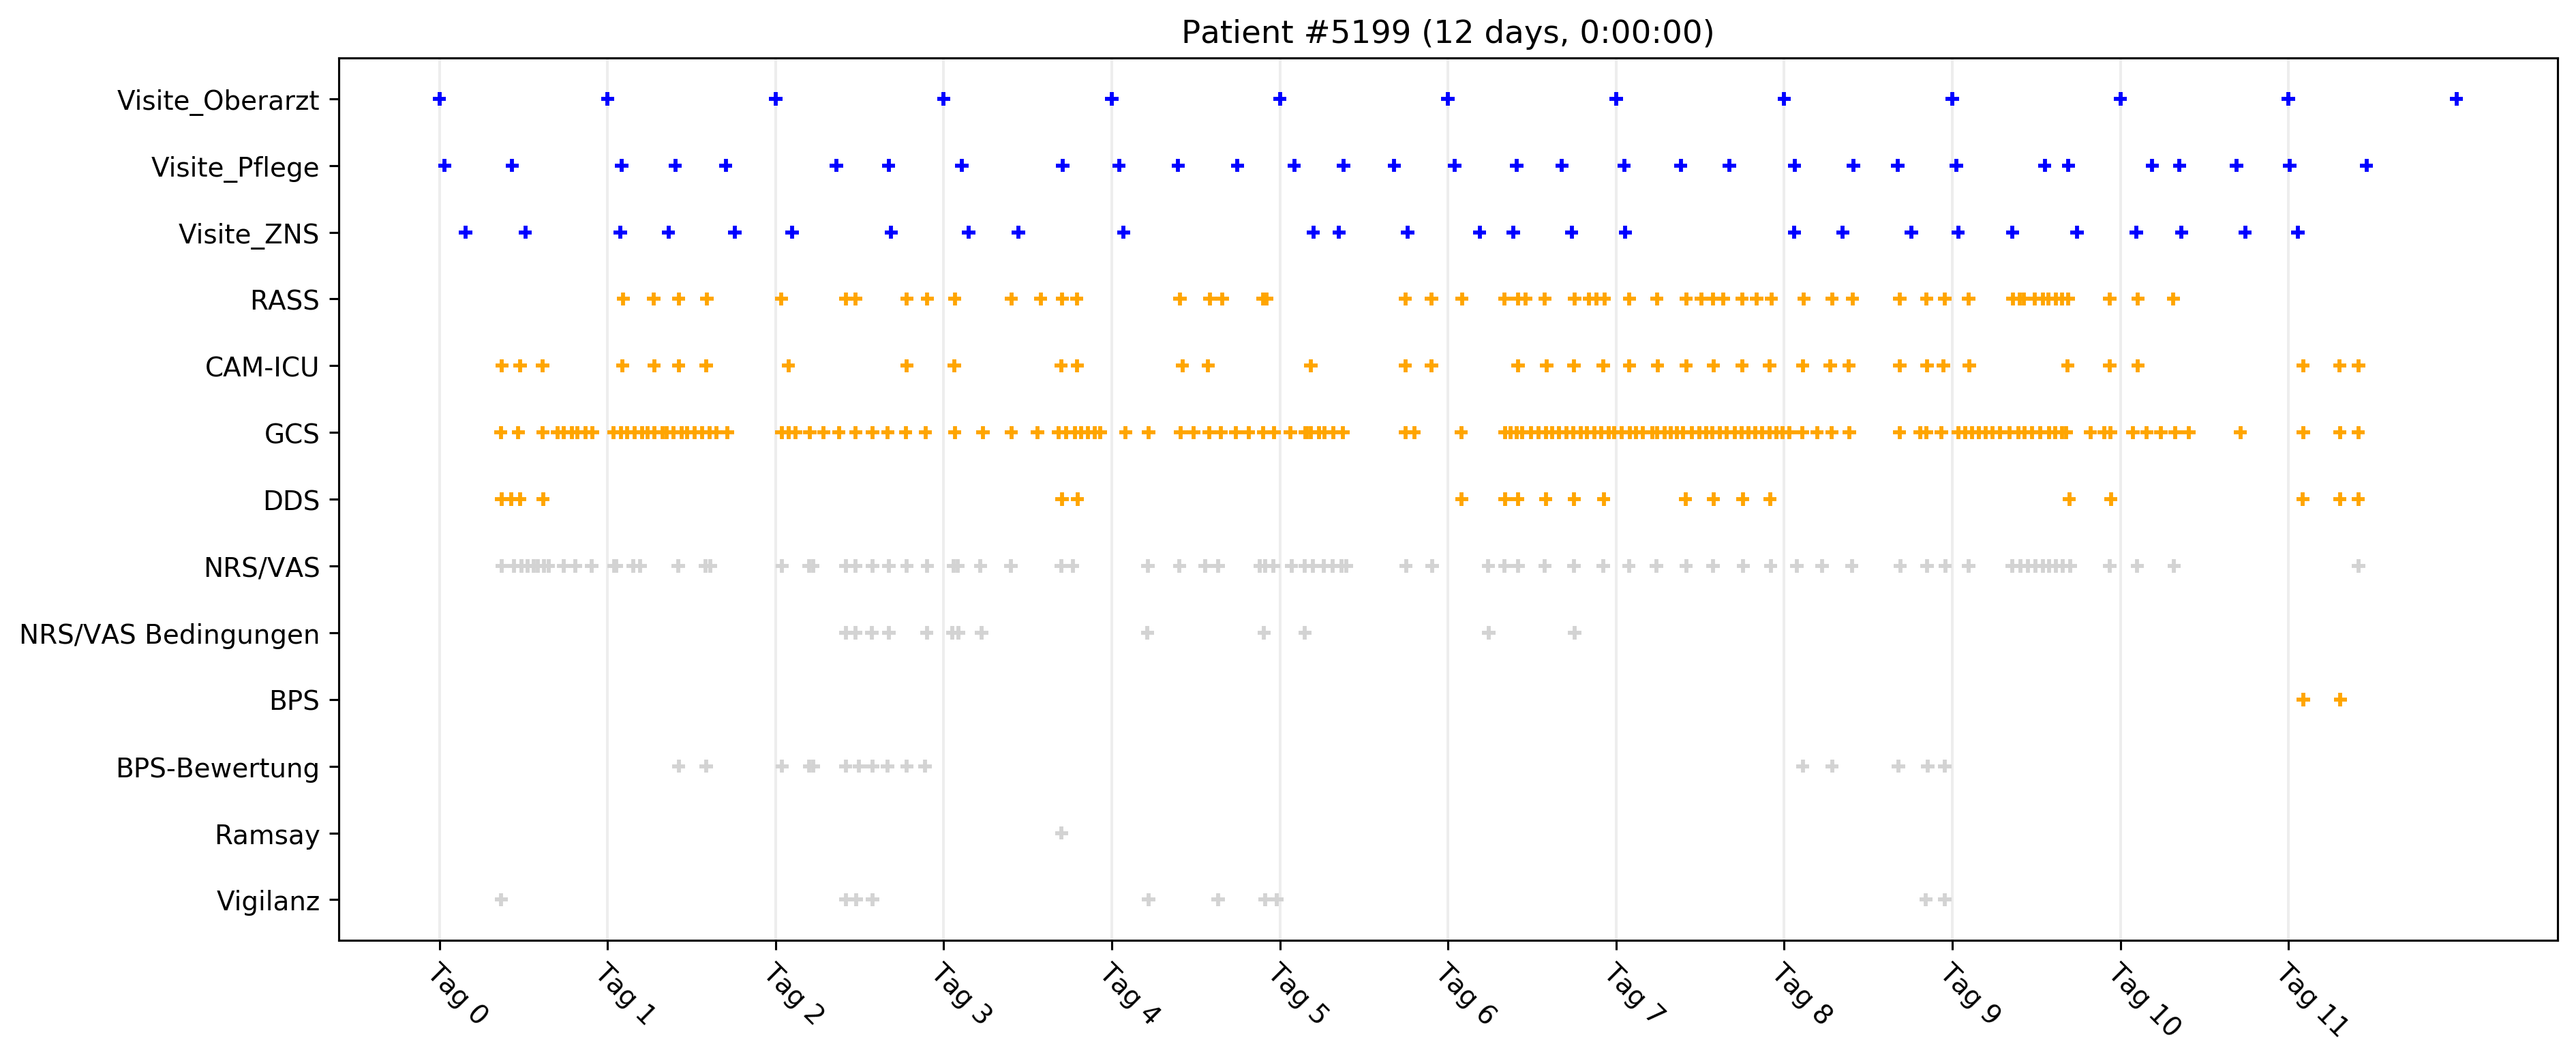 Patient #5199 (12 days, 0:00:00)
Visite_Oberarzt
Visite_Pflege
Visite_ZNS
RASS
CAM-ICU
GCS
DDS
NRS/VAS
NRS/VAS Bedingungen
BPS
BPS-Bewertung
Ramsay
Vigilanz
Tag 0
Tag 1
Tag 2
Tag 3
Tag 4
Tag 5
Tag 6
Tag 7
Tag 8
Tag 9
Tag 10
Tag 11